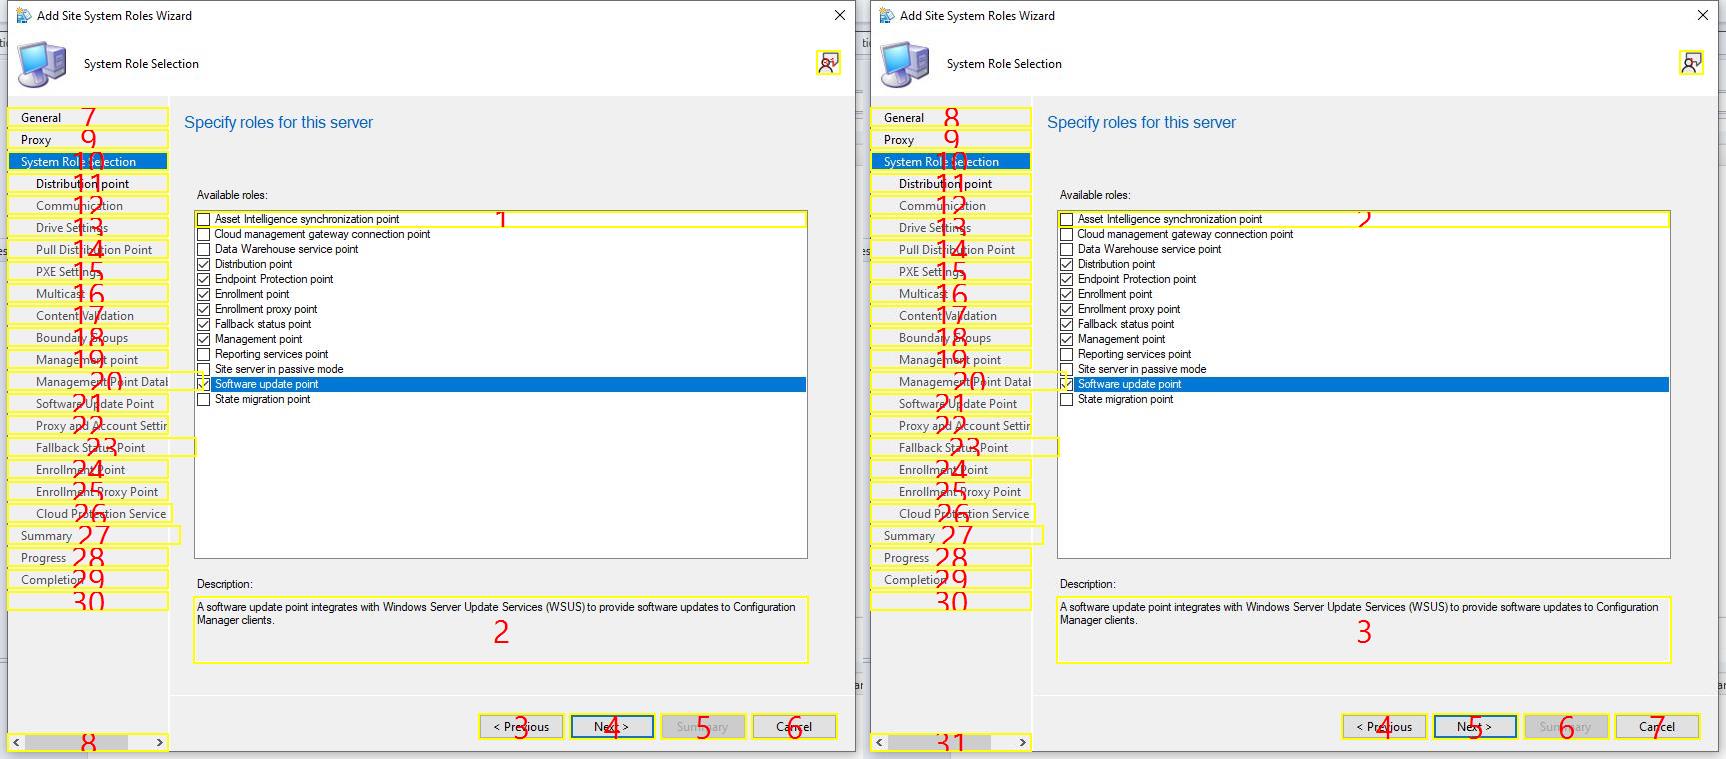 Add Site System Roles Wizard
System Role Selection
General 7
Proxy 9
System Role Selection 10
Distribution point 11
Communication 12
Drive Settings 13
Pull Distribution Point 14
PXE Settings 15
Multicast 16
Content Validation 17
Boundary Groups 18
Management point 19
Management Point Datab 20
Software Update Point 21
Proxy and Account Settin 22
Fallback Status Point 23
Enrollment Point 24
Enrollment Proxy Point 25
Cloud Protection Service 26
Summary 27
Progress 28
Completion 29
30
8
Specify roles for this server
Available roles:
Asset Intelligence synchronization point 1
Cloud management gateway connection point
Data Warehouse service point
Distribution point
Endpoint Protection point
Enrollment point
Enrollment proxy point
Fallback status point
Management point
Reporting services point
Site server in passive mode
Software update point
State migration point
Description:
A software update point integrates with Windows Server Update Services (WSUS) to provide software updates to Configuration
Manager clients.
2
< Previous 3
Next > 4
Summary 5
Cancel 6
Add Site System Roles Wizard
System Role Selection
General 8
Proxy 9
System Role Selection 10
Distribution point 11
Communication 12
Drive Settings 13
Pull Distribution Point 14
PXE Settings 15
Multicast 16
Content Validation 17
Boundary Groups 18
Management point 19
Management Point Datab 20
Software Update Point 21
Proxy and Account Settin 22
Fallback Status Point 23
Enrollment Point 24
Enrollment Proxy Point 25
Cloud Protection Service 26
Summary 27
Progress 28
Completion 29
30
31
Specify roles for this server
Available roles:
Asset Intelligence synchronization point 2
Cloud management gateway connection point
Data Warehouse service point
Distribution point
Endpoint Protection point
Enrollment point
Enrollment proxy point
Fallback status point
Management point
Reporting services point
Site server in passive mode
Software update point
State migration point
Description:
A software update point integrates with Windows Server Update Services (WSUS) to provide software updates to Configuration
Manager clients.
3
< Previous 4
Next > 5
Summary 6
Cancel 7